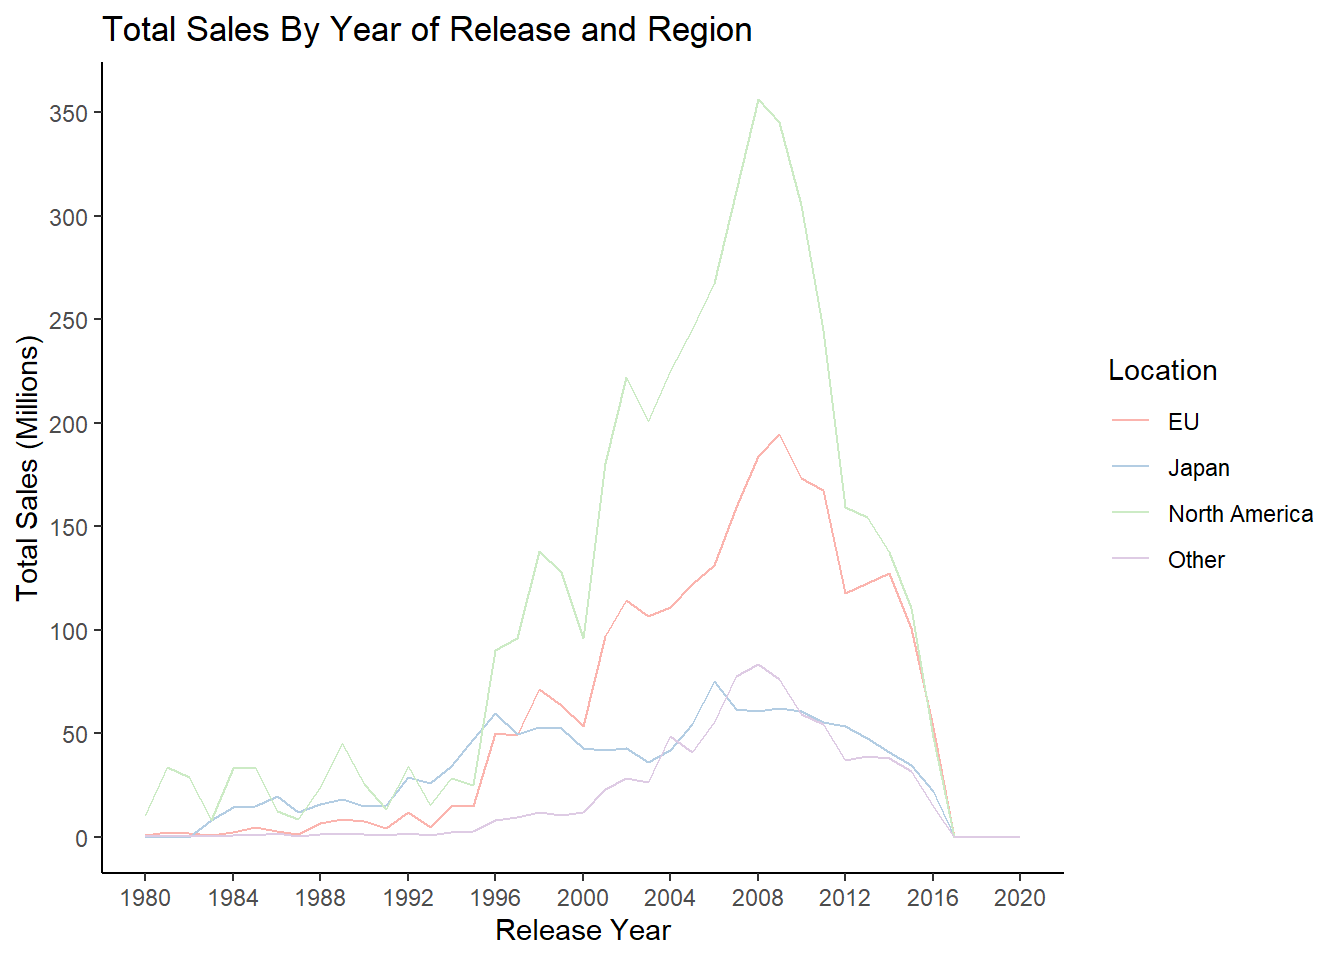 Total Sales By Year of Release and Region
350
300
250
200
150
100
50
0
Total Sales (Millions)
1980 1984 1988 1992 1996 2000 2004 2008 2012 2016 2020
Release Year
Location
EU
Japan
North America
Other